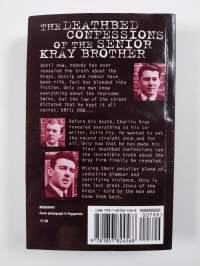 THE DEATHBED
CONFESSIONS
OF THE SENIOR
KRAY BROTHER
Until now, nobody has ever
revealed the truth about the
Krays. Gossip and rumour have
been rife, fact has blended into
fiction. Only one man knew
everything about the fearsome
Twins, but the law of the street
dictated that he kept it all
secret. UNTIL NOW...
Before his death, Charlie Kray
revealed everything to his co-
author, Colin Fry. He wanted to
set the record straight once and for
all. Only now that he has made his
final deathbed confessions can
the incredible truth about the
Kray firm finally be revealed.
Mixing their peculiar blend of
seductive glamour and
terrifying violence, this is
the last great story of the
Krays - told by the man who
knew them best.
BIOGRAPHY
£7.99